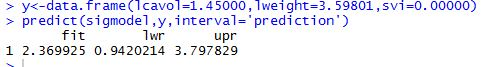 > y<-data.frame(lcavol=1.45000,lweight=3.59801,svi=0.00000)
> predict(sigmodel,y,interval='prediction')
       fit       lwr      upr
1 2.369925 0.9420214 3.797829
>